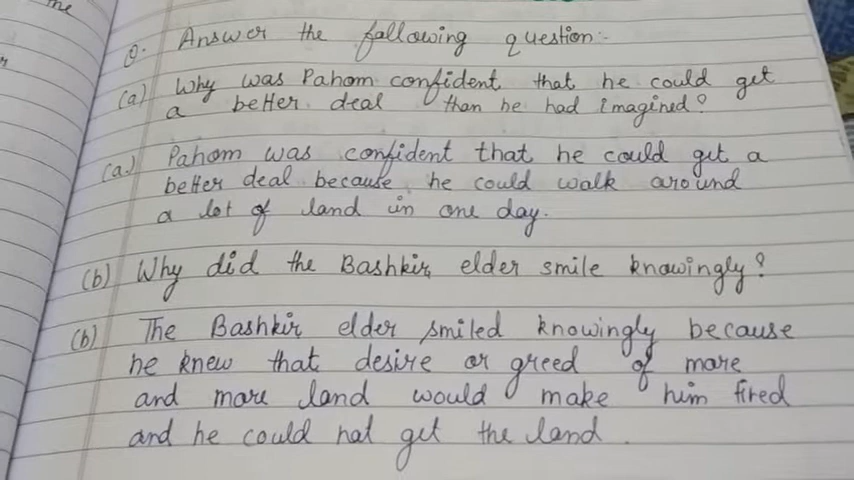 me
Q. Answer the following question:-
(a) Why was Pahom confident that he could get
a better deal than he had imagined?
(a) Pahom was confident that he could get a
better deal because he could walk around
a lot of land in one day.
(b) Why did the Bashkir elder smile knowingly?
(b) The Bashkir elder smiled knowingly because
he knew that desire or greed of more
and more land would make him tired
and he could not get the land.